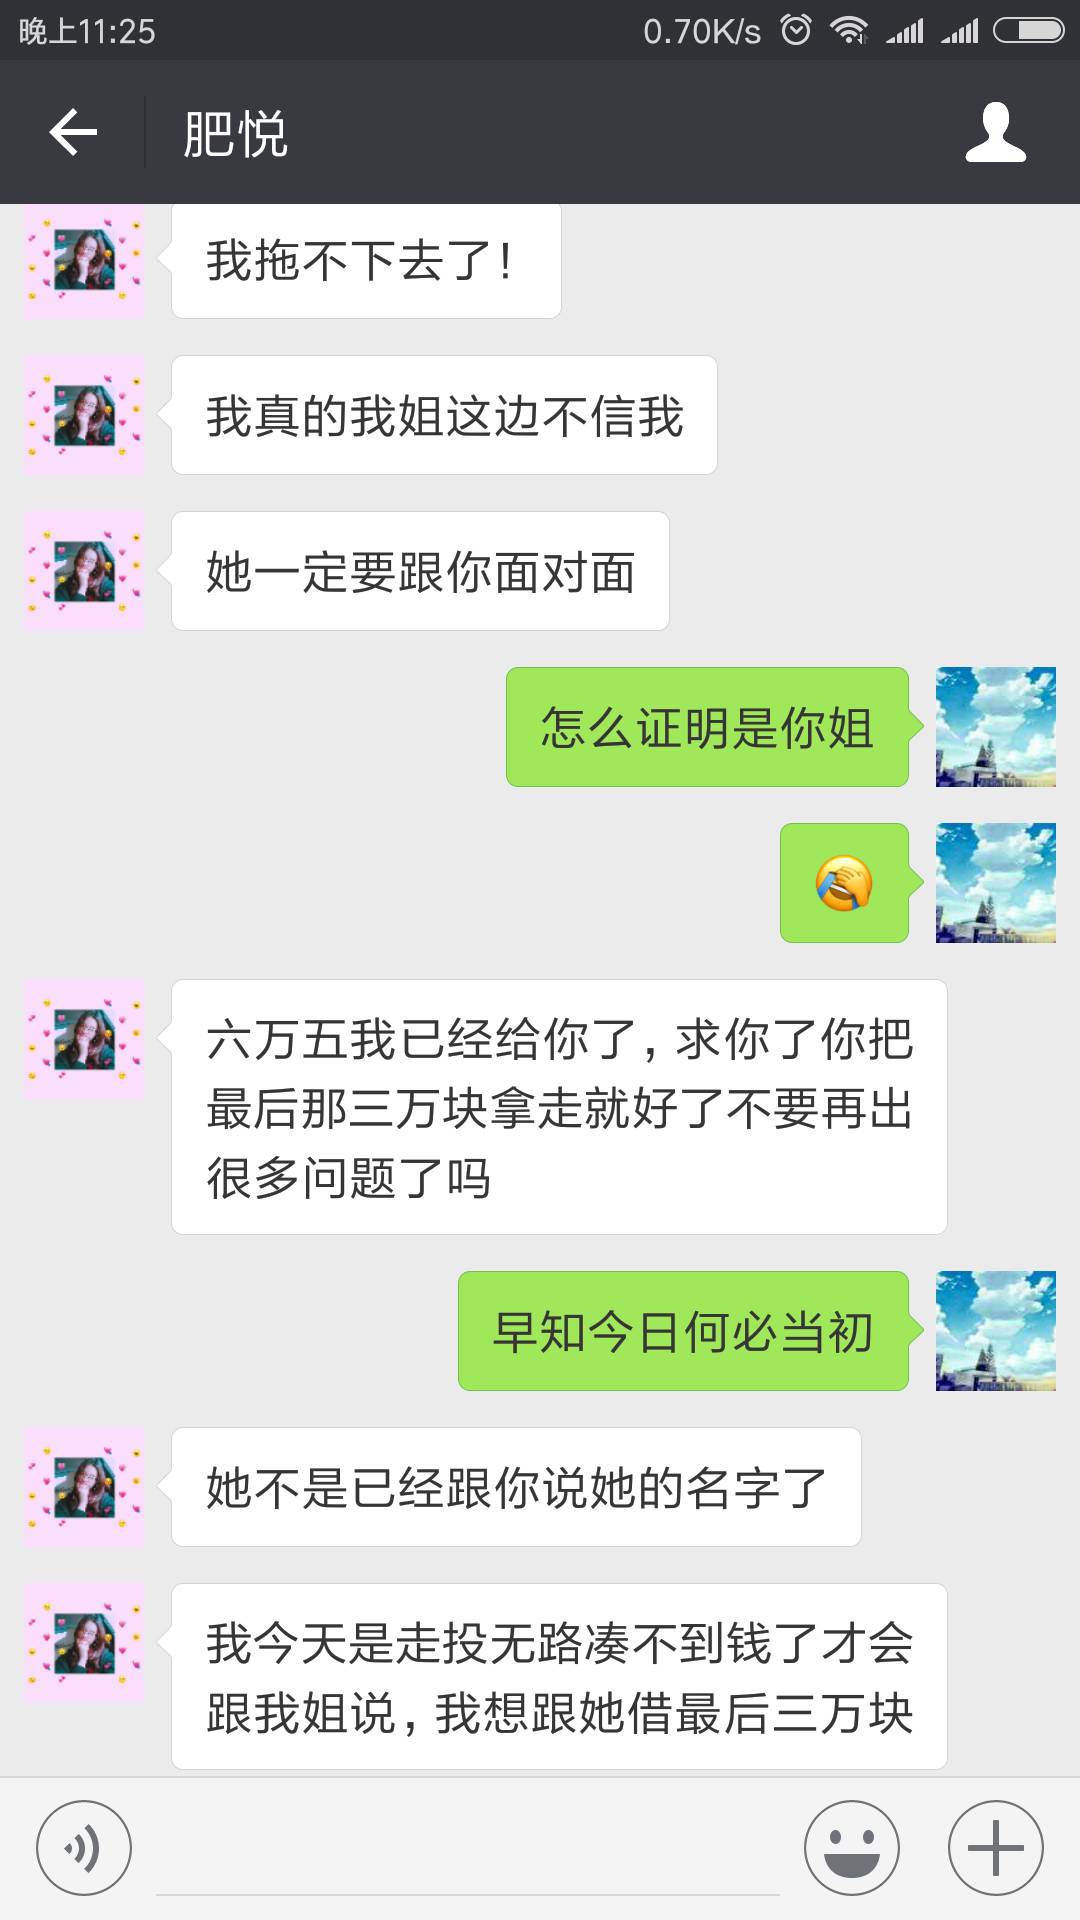 晚上11:25
0.70K/s
肥悦
我拖不下去了!
我真的我姐这边不信我
她一定要跟你面对面
怎么证明是你姐
六万五我已经给你了,求你了你把
最后那三万块拿走就好了不要再出
很多问题了吗
早知今日何必当初
她不是已经跟你说她的名字了
我今天是走投无路凑不到钱了才会
跟我姐说,我想跟她借最后三万块